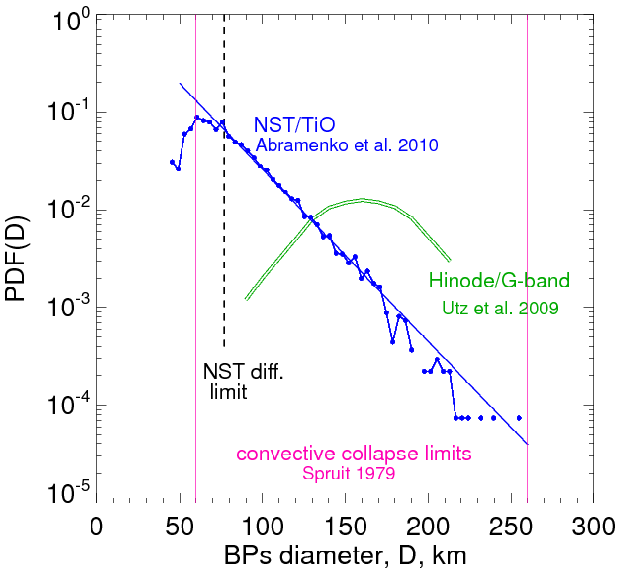 10^0
10^-1
10^-2
10^-3
10^-4
10^-5
PDF(D)
NST/TiO
Abramenko et al. 2010
Hinode/G-band
Utz et al. 2009
NST diff.
limit
convective collapse limits
Spruit 1979
0 50 100 150 200 250 300
BPs diameter, D, km